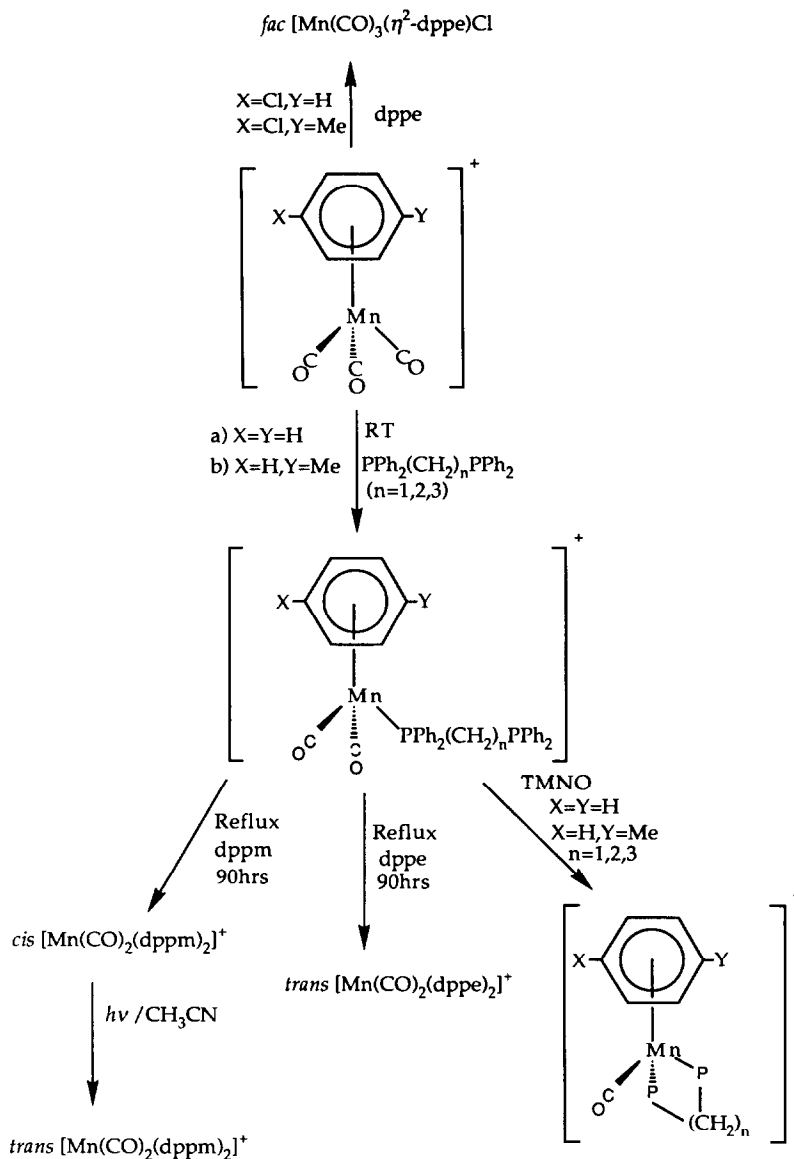 fac [Mn(CO)₃(η²-dppe)Cl
X=Cl,Y=H
X=Cl,Y=Me
dppe
+
X
Y
Mn
OC
CO
CO
a) X=Y=H
b) X=H,Y=Me
RT
PPh₂(CH₂)ₙPPh₂
(n=1,2,3)
+
X
Y
Mn
OC
CO
PPh₂(CH₂)ₙPPh₂
Reflux
dppm
90hrs
Reflux
dppe
90hrs
TMNO
X=Y=H
X=H,Y=Me
n=1,2,3
cis [Mn(CO)₂(dppm)₂]⁺
hν /CH₃CN
trans [Mn(CO)₂(dppm)₂]⁺
trans [Mn(CO)₂(dppe)₂]⁺
X
Y
Mn
OC
P
P
(CH₂)ₙ